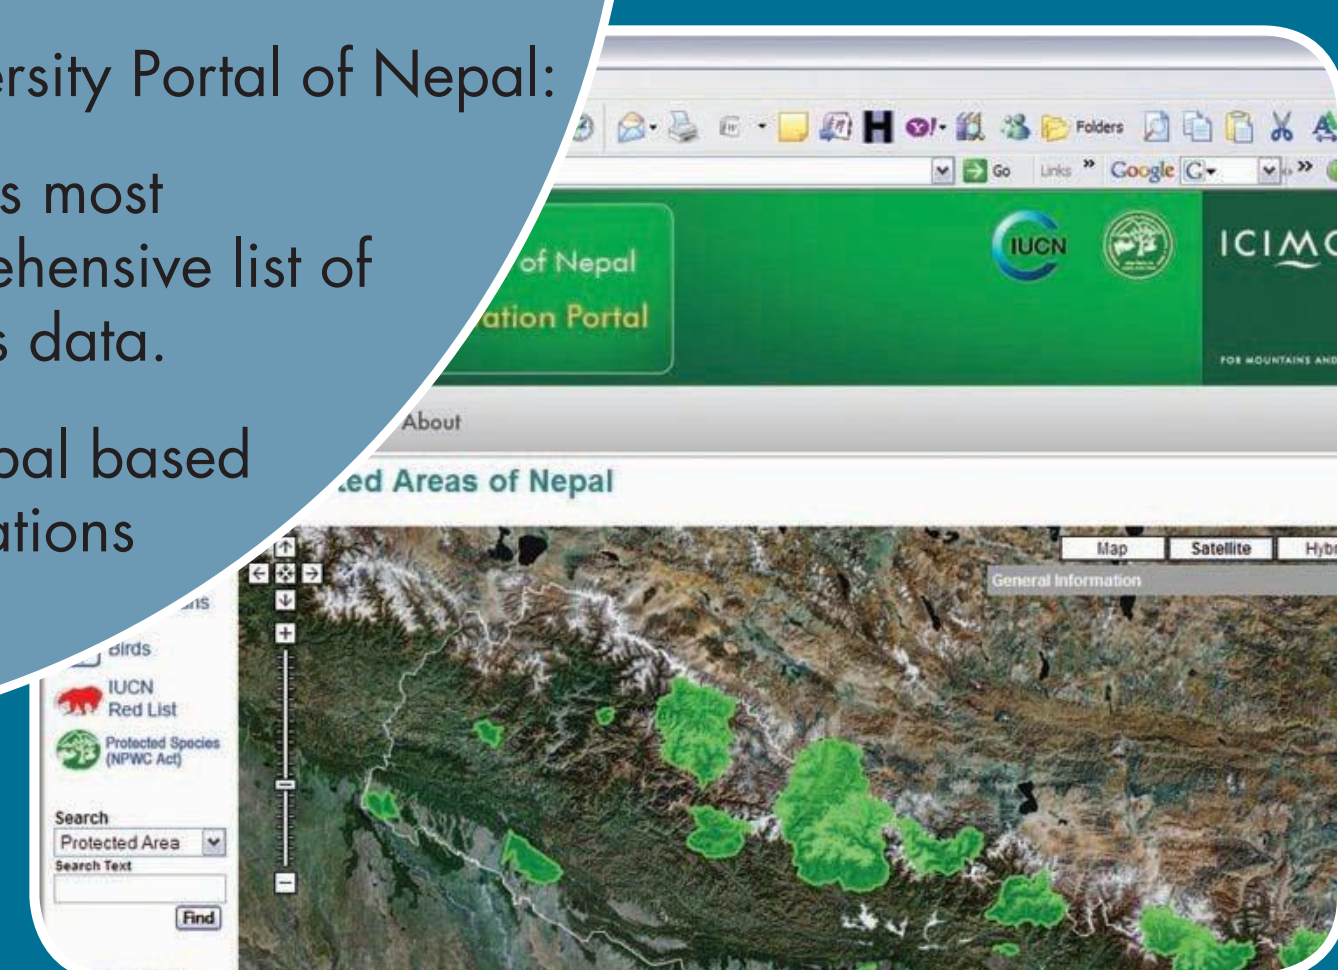 ersity Portal of Nepal:
s most
ehensive list of
s data.
pal based
ations
Folders
Go
Links
»
Google
G
»
of Nepal
ation Portal
IUCN
ICIMO
FOR MOUNTAINS AND
About
ted Areas of Nepal
Map
Satellite
Hybr
General Information
ns
Birds
IUCN
Red List
Protected Species
(NPWC Act)
Search
Protected Area
Search Text
Find